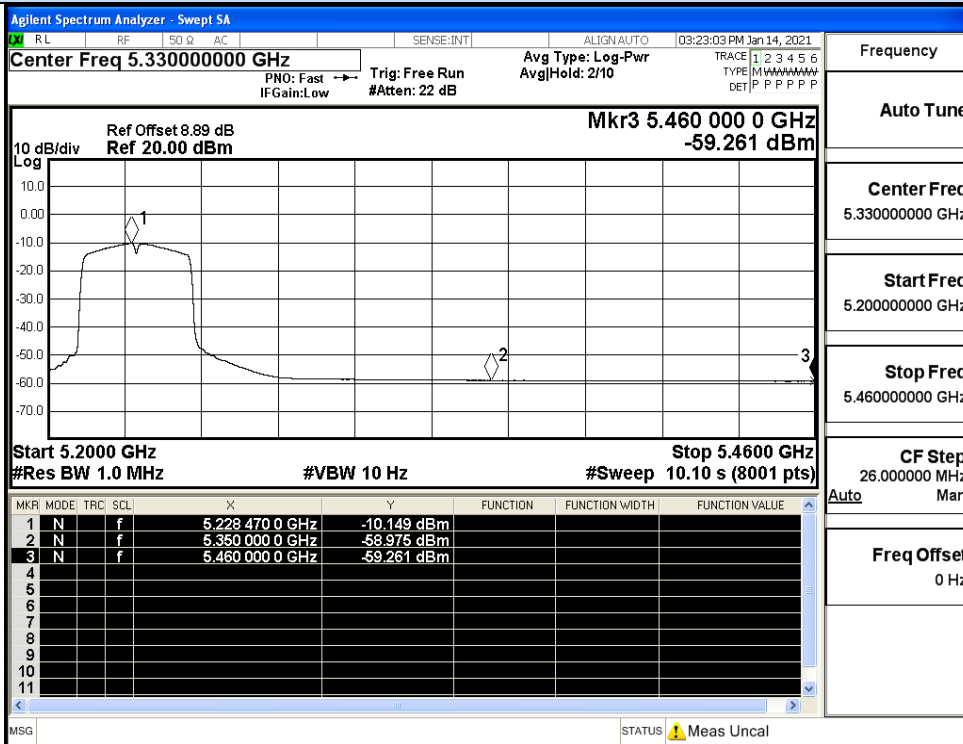 Agilent Spectrum Analyzer - Swept SA
LXI RL RF 50 Ω AC SENSE:INT ALIGN AUTO 03:23:03 PM Jan 14, 2021
Center Freq 5.330000000 GHz
PNO: Fast
IFGain:Low
Trig: Free Run
#Atten: 22 dB
Avg Type: Log-Pwr
Avg|Hold: 2/10
TRACE 1 2 3 4 5 6
TYPE M WWWWW
DET P P P P P P
Mkr3 5.460 000 0 GHz
-59.261 dBm
Ref Offset 8.89 dB
10 dB/div Ref 20.00 dBm
Log
10.0
0.00
-10.0
-20.0
-30.0
-40.0
-50.0
-60.0
-70.0
1
2
3
Start 5.2000 GHz Stop 5.4600 GHz
#Res BW 1.0 MHz #VBW 10 Hz #Sweep 10.10 s (8001 pts)
MKR MODE TRC SCL X Y FUNCTION FUNCTION WIDTH FUNCTION VALUE
1 N f 5.228 470 0 GHz -10.149 dBm
2 N f 5.350 000 0 GHz -58.975 dBm
3 N f 5.460 000 0 GHz -59.261 dBm
4
5
6
7
8
9
10
11
MSG STATUS Meas Uncal
Frequency
Auto Tune
Center Freq
5.330000000 GHz
Start Freq
5.200000000 GHz
Stop Freq
5.460000000 GHz
CF Step
26.000000 MHz
Auto Man
Freq Offset
0 Hz